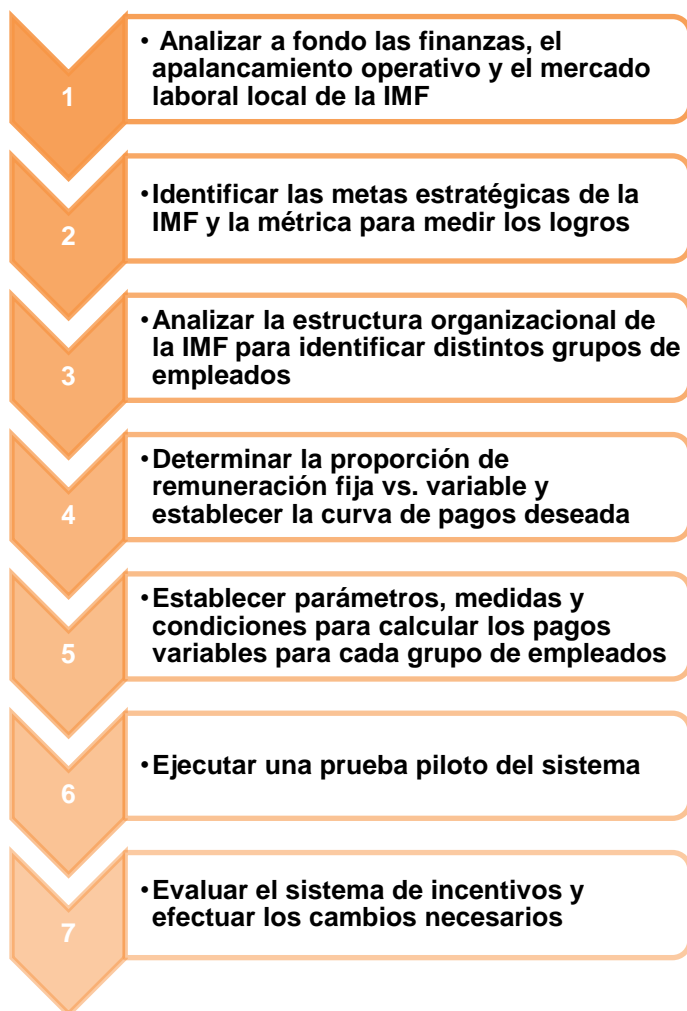 • Analizar a fondo las finanzas, el
apalancamiento operativo y el mercado
laboral local de la IMF
1
•Identificar las metas estratégicas de la
IMF y la métrica para medir los logros
2
•Analizar la estructura organizacional de
la IMF para identificar distintos grupos de
empleados
3
•Determinar la proporción de
remuneración fija vs. variable y
establecer la curva de pagos deseada
4
•Establecer parámetros, medidas y
condiciones para calcular los pagos
variables para cada grupo de empleados
5
•Ejecutar una prueba piloto del sistema
6
•Evaluar el sistema de incentivos y
efectuar los cambios necesarios
7